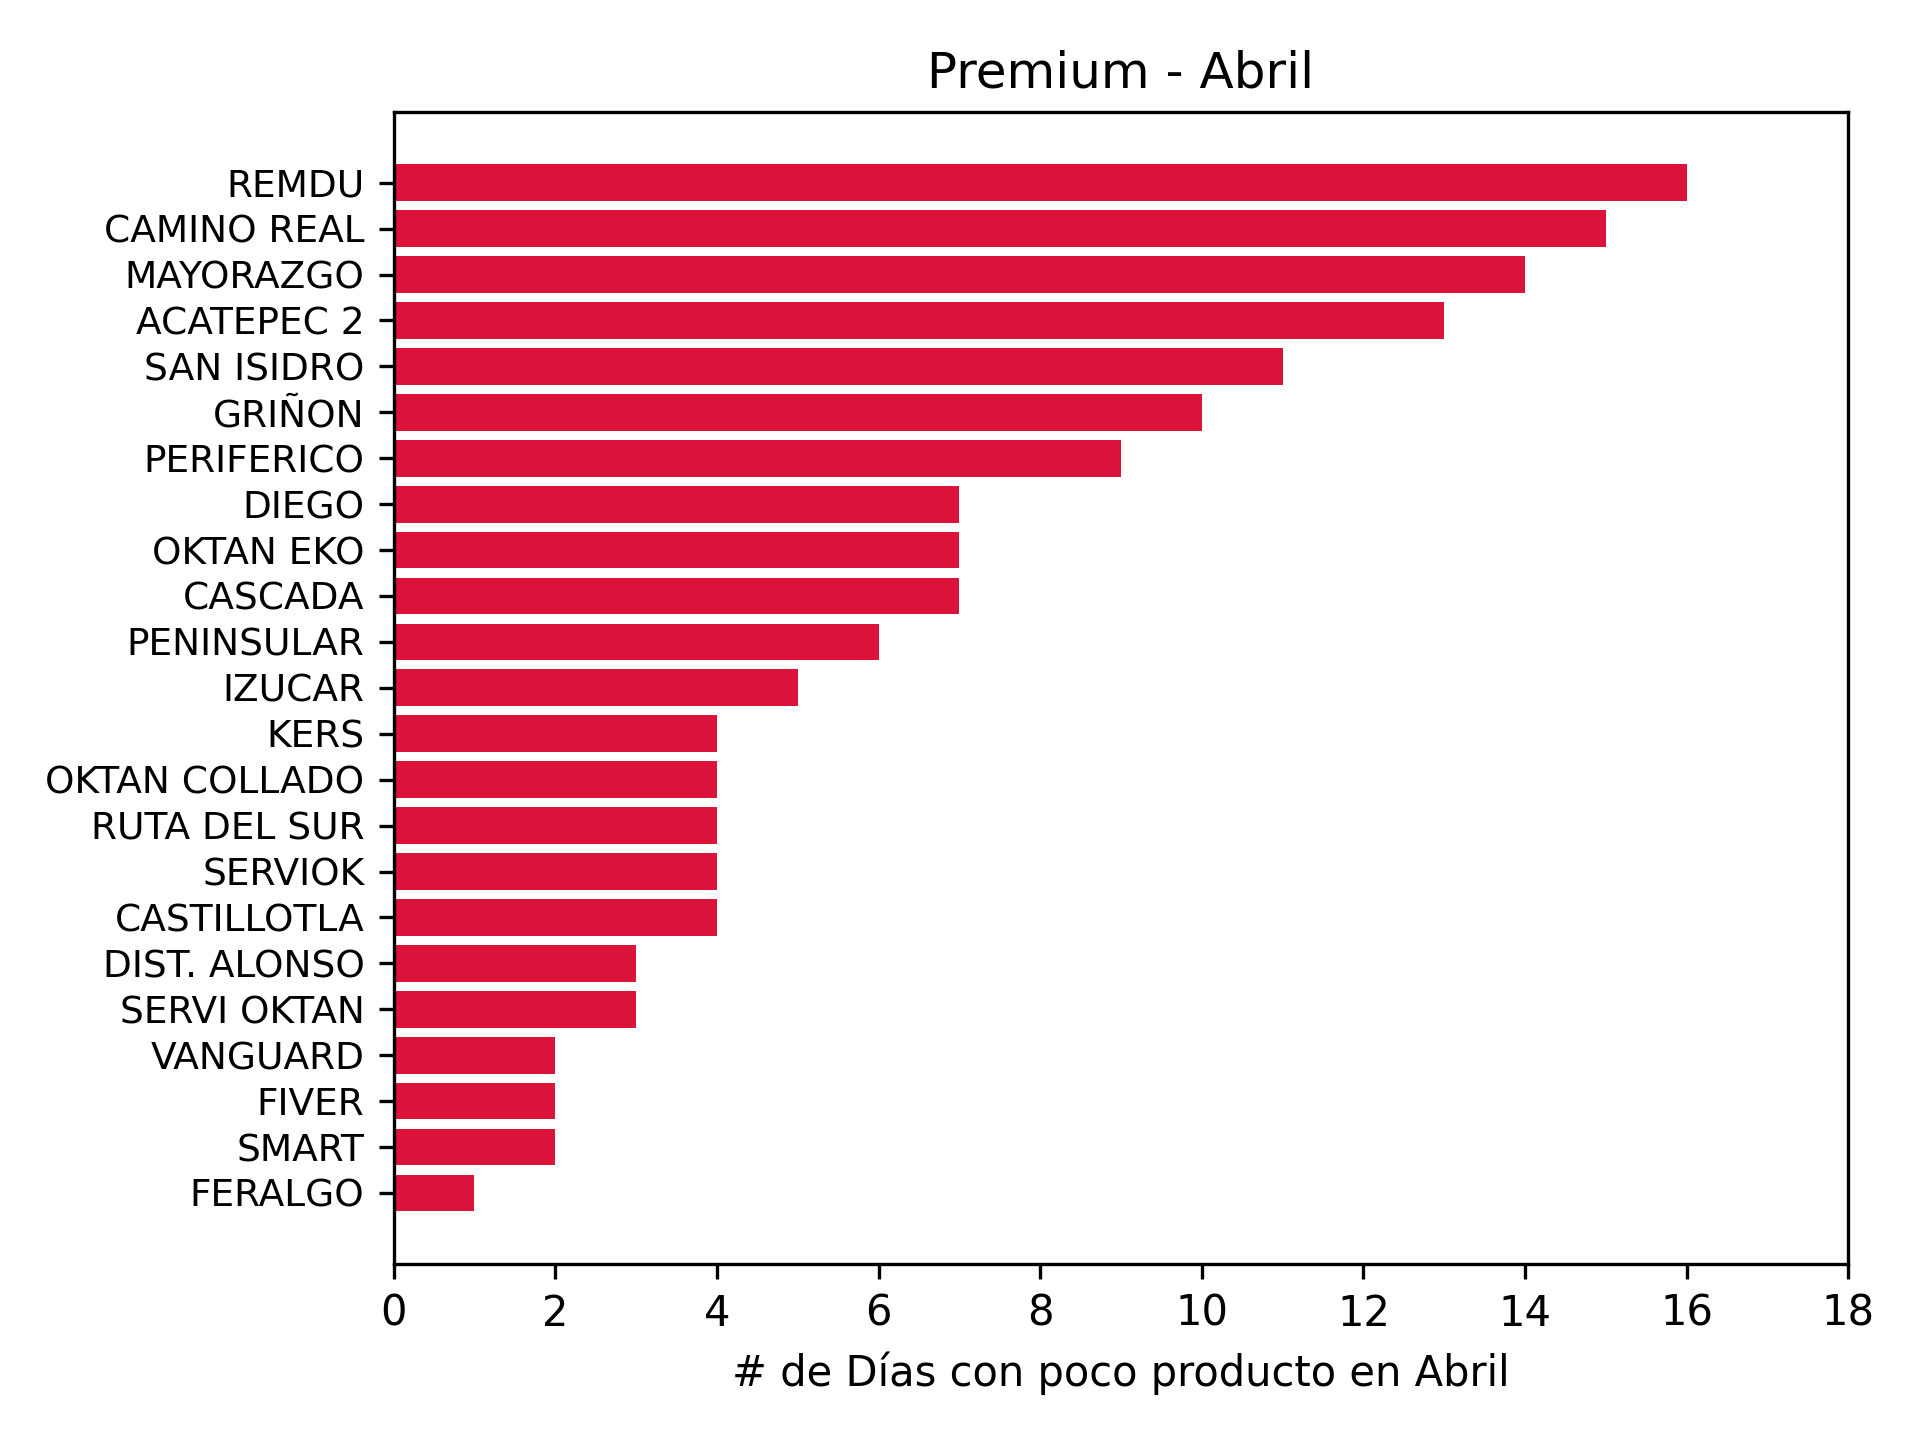 Premium - Abril
REMDU
CAMINO REAL
MAYORAZGO
ACATEPEC 2
SAN ISIDRO
GRIÑON
PERIFERICO
DIEGO
OKTAN EKO
CASCADA
PENINSULAR
IZUCAR
KERS
OKTAN COLLADO
RUTA DEL SUR
SERVIOK
CASTILLOTLA
DIST. ALONSO
SERVI OKTAN
VANGUARD
FIVER
SMART
FERALGO
0 2 4 6 8 10 12 14 16 18
# de Días con poco producto en Abril